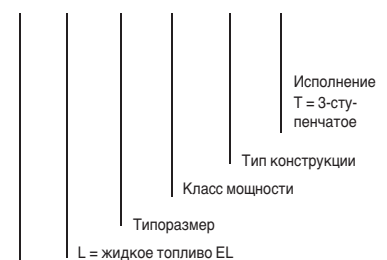 Исполнение
T = 3-сту-
пенчатое
Тип конструкции
Класс мощности
Типоразмер
L = жидкое топливо EL